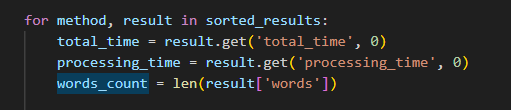 for method, result in sorted_results:
    total_time = result.get('total_time', 0)
    processing_time = result.get('processing_time', 0)
    words_count = len(result['words'])